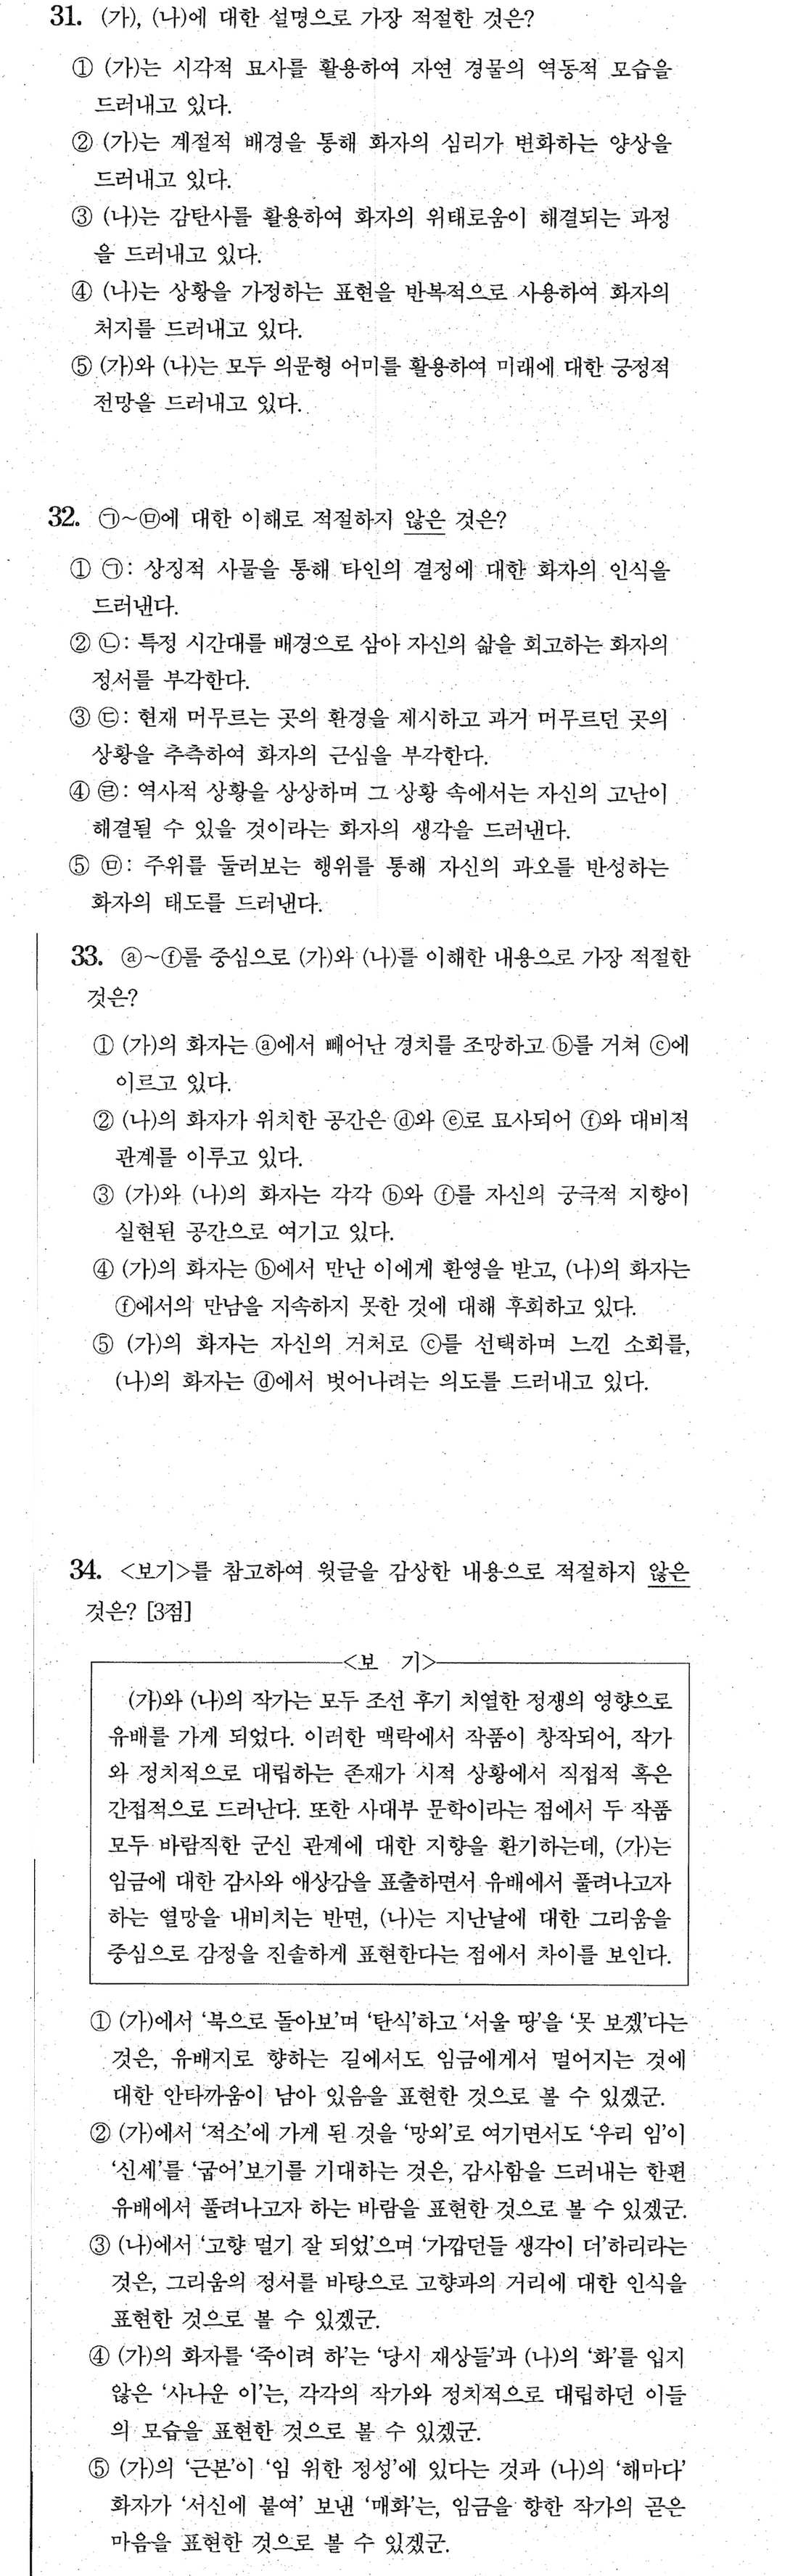 31. (가), (나)에 대한 설명으로 가장 적절한 것은?
① (가)는 시각적 묘사를 활용하여 자연 경물의 역동적 모습을
드러내고 있다.
② (가)는 계절적 배경을 통해 화자의 심리가 변화하는 양상을
드러내고 있다.
③ (나)는 감탄사를 활용하여 화자의 위태로움이 해결되는 과정
을 드러내고 있다.
④ (나)는 상황을 가정하는 표현을 반복적으로 사용하여 화자의
처지를 드러내고 있다.
⑤ (가)와 (나)는 모두 의문형 어미를 활용하여 미래에 대한 긍정적
전망을 드러내고 있다.
32. ㉠~㉤에 대한 이해로 적절하지 않은 것은?
① ㉠: 상징적 사물을 통해 타인의 결정에 대한 화자의 인식을
드러낸다.
② ㉡: 특정 시간대를 배경으로 삼아 자신의 삶을 회고하는 화자의
정서를 부각한다.
③ ㉢: 현재 머무르는 곳의 환경을 제시하고 과거 머무르던 곳의
상황을 추측하여 화자의 근심을 부각한다.
④ ㉣: 역사적 상황을 상상하며 그 상황 속에서는 자신의 고난이
해결될 수 있을 것이라는 화자의 생각을 드러낸다.
⑤ ㉤: 주위를 둘러보는 행위를 통해 자신의 과오를 반성하는
화자의 태도를 드러낸다.
33. ⓐ~ⓕ를 중심으로 (가)와 (나)를 이해한 내용으로 가장 적절한
것은?
① (가)의 화자는 ⓐ에서 빼어난 경치를 조망하고 ⓑ를 거쳐 ⓒ에
이르고 있다.
② (나)의 화자가 위치한 공간은 ⓓ와 ⓔ로 묘사되어 ⓕ와 대비적
관계를 이루고 있다.
③ (가)와 (나)의 화자는 각각 ⓑ와 ⓕ를 자신의 궁극적 지향이
실현된 공간으로 여기고 있다.
④ (가)의 화자는 ⓑ에서 만난 이에게 환영을 받고, (나)의 화자는
ⓕ에서의 만남을 지속하지 못한 것에 대해 후회하고 있다.
⑤ (가)의 화자는 자신의 거처로 ⓒ를 선택하며 느낀 소회를,
(나)의 화자는 ⓓ에서 벗어나려는 의도를 드러내고 있다.
34. <보기>를 참고하여 윗글을 감상한 내용으로 적절하지 않은
것은? [3점]
<보 기>
(가)와 (나)의 작가는 모두 조선 후기 치열한 정쟁의 영향으로
유배를 가게 되었다. 이러한 맥락에서 작품이 창작되어, 작가
와 정치적으로 대립하는 존재가 시적 상황에서 직접적 혹은
간접적으로 드러난다. 또한 사대부 문학이라는 점에서 두 작품
모두 바람직한 군신 관계에 대한 지향을 환기하는데, (가)는
임금에 대한 감사와 애상감을 표출하면서 유배에서 풀려나고자
하는 열망을 내비치는 반면, (나)는 지난날에 대한 그리움을
중심으로 감정을 진솔하게 표현한다는 점에서 차이를 보인다.
① (가)에서 ‘북으로 돌아보’며 ‘탄식’하고 ‘서울 땅’을 ‘못 보겠’다는
것은, 유배지로 향하는 길에서도 임금에게서 멀어지는 것에
대한 안타까움이 남아 있음을 표현한 것으로 볼 수 있겠군.
② (가)에서 ‘적소’에 가게 된 것을 ‘망외’로 여기면서도 ‘우리 임’이
‘신세’를 ‘굽어’보기를 기대하는 것은, 감사함을 드러내는 한편
유배에서 풀려나고자 하는 바람을 표현한 것으로 볼 수 있겠군.
③ (나)에서 ‘고향 멀기 잘 되었’으며 ‘가깝던들 생각이 더’하리라는
것은, 그리움의 정서를 바탕으로 고향과의 거리에 대한 인식을
표현한 것으로 볼 수 있겠군.
④ (가)의 화자를 ‘죽이려 하’는 ‘당시 재상들’과 (나)의 ‘화’를 입지
않은 ‘사나운 이’는, 각각의 작가와 정치적으로 대립하던 이들
의 모습을 표현한 것으로 볼 수 있겠군.
⑤ (가)의 ‘근본’이 ‘임 위한 정성’에 있다는 것과 (나)의 ‘해마다’
화자가 ‘서신에 붙여’ 보낸 ‘매화’는, 임금을 향한 작가의 곧은
마음을 표현한 것으로 볼 수 있겠군.